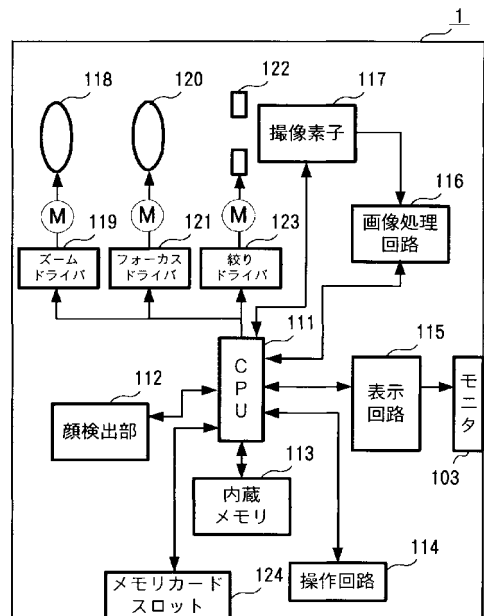 1
118
120
122
117
撮像素子
116
画像処理
回路
M
M
M
119
ズーム
ドライバ
121
フォーカス
ドライバ
123
絞り
ドライバ
111
CPU
115
表示
回路
モニタ
103
112
顔検出部
113
内蔵
メモリ
114
操作回路
メモリカード
スロット
124